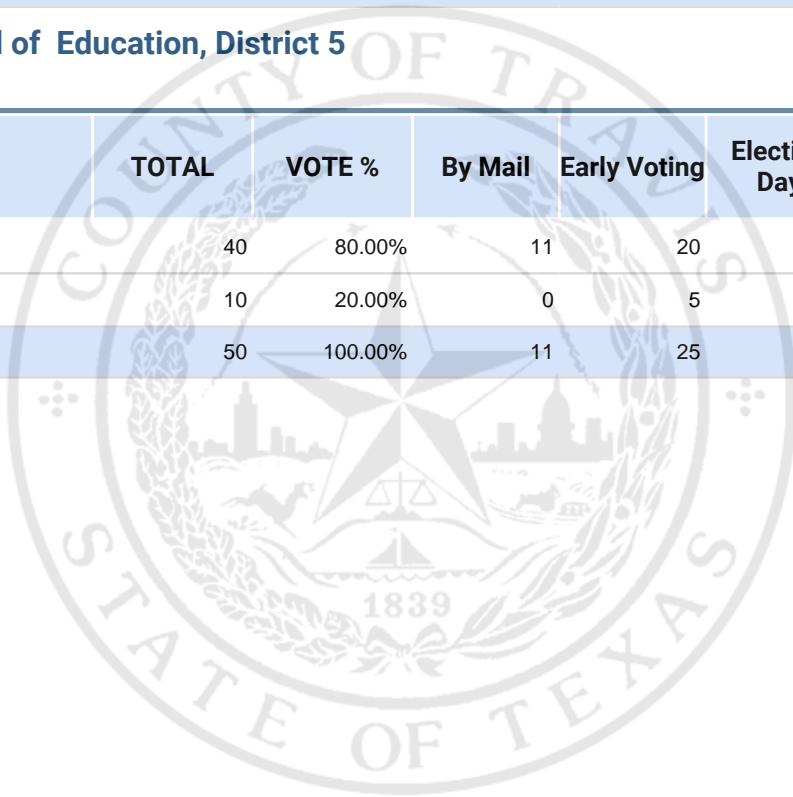 of Education, District 5
TOTAL VOTE % By Mail Early Voting
40 80.00% 11 20
10 20.00% 0 5
50 100.00% 11 25
COUNTY OF TRAVIS
1839
STATE OF TEXAS